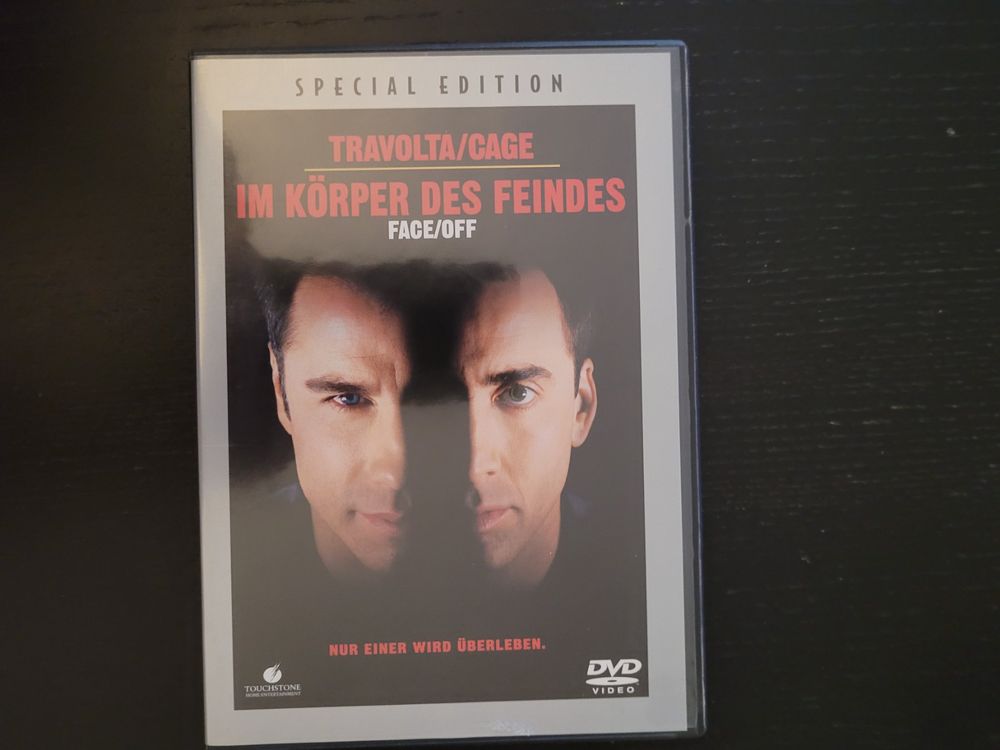 SPECIAL EDITION
TRAVOLTA/CAGE
IM KÖRPER DES FEINDES
FACE/OFF
NUR EINER WIRD ÜBERLEBEN.
TOUCHSTONE
HOME ENTERTAINMENT
DVD
VIDEO